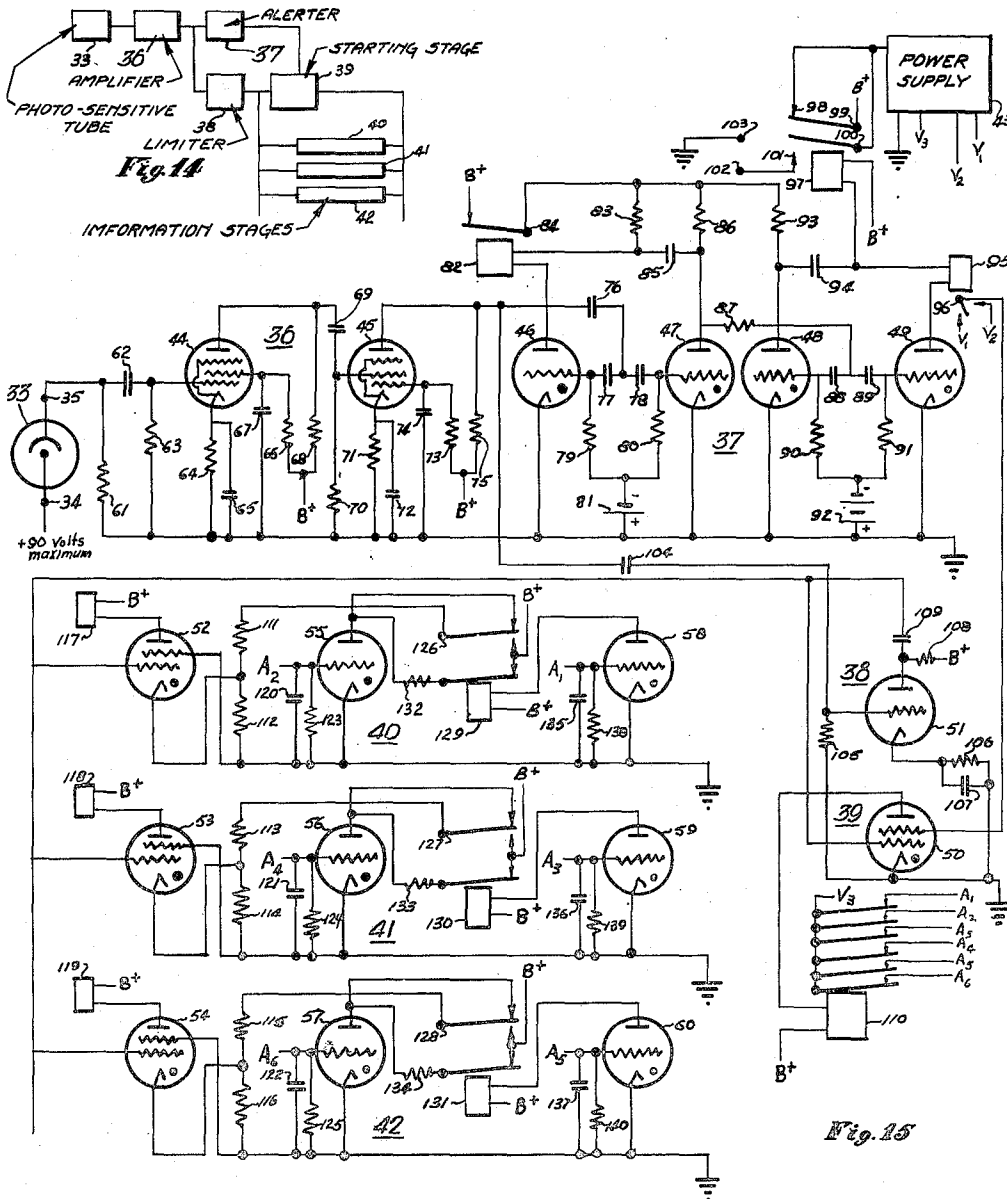 33
36
AMPLIFIER
ALERTER
37
STARTING STAGE
39
PHOTO-SENSITIVE
TUBE
38
LIMITER
Fig. 14
40
41
42
IMFORMATION STAGES
POWER
SUPPLY
43
V3
V2
V1
B+
98
99
100
103
102
101
97
B+
B+
84
82
83
86
93
85
94
95
96
V1
V2
69
76
87
62
44
36
45
46
47
48
49
33
35
34
+90 volts
maximum
61
63
64
65
67
66
68
B+
70
71
72
74
73
75
B+
77
78
79
80
81
-
+
37
88
89
90
91
92
-
+
104
117
B+
52
111
55
126
B+
58
A2
120
112
123
132
40
129
B+
A1
135
138
109
108
B+
38
51
105
106
107
39
50
118
B+
53
113
56
127
B+
59
A4
121
114
124
133
41
130
B+
A3
136
139
V3
A1
A2
A3
A4
A5
A6
110
B+
119
B+
54
115
57
128
B+
60
A6
122
116
125
134
42
131
B+
A5
137
140
Fig. 15